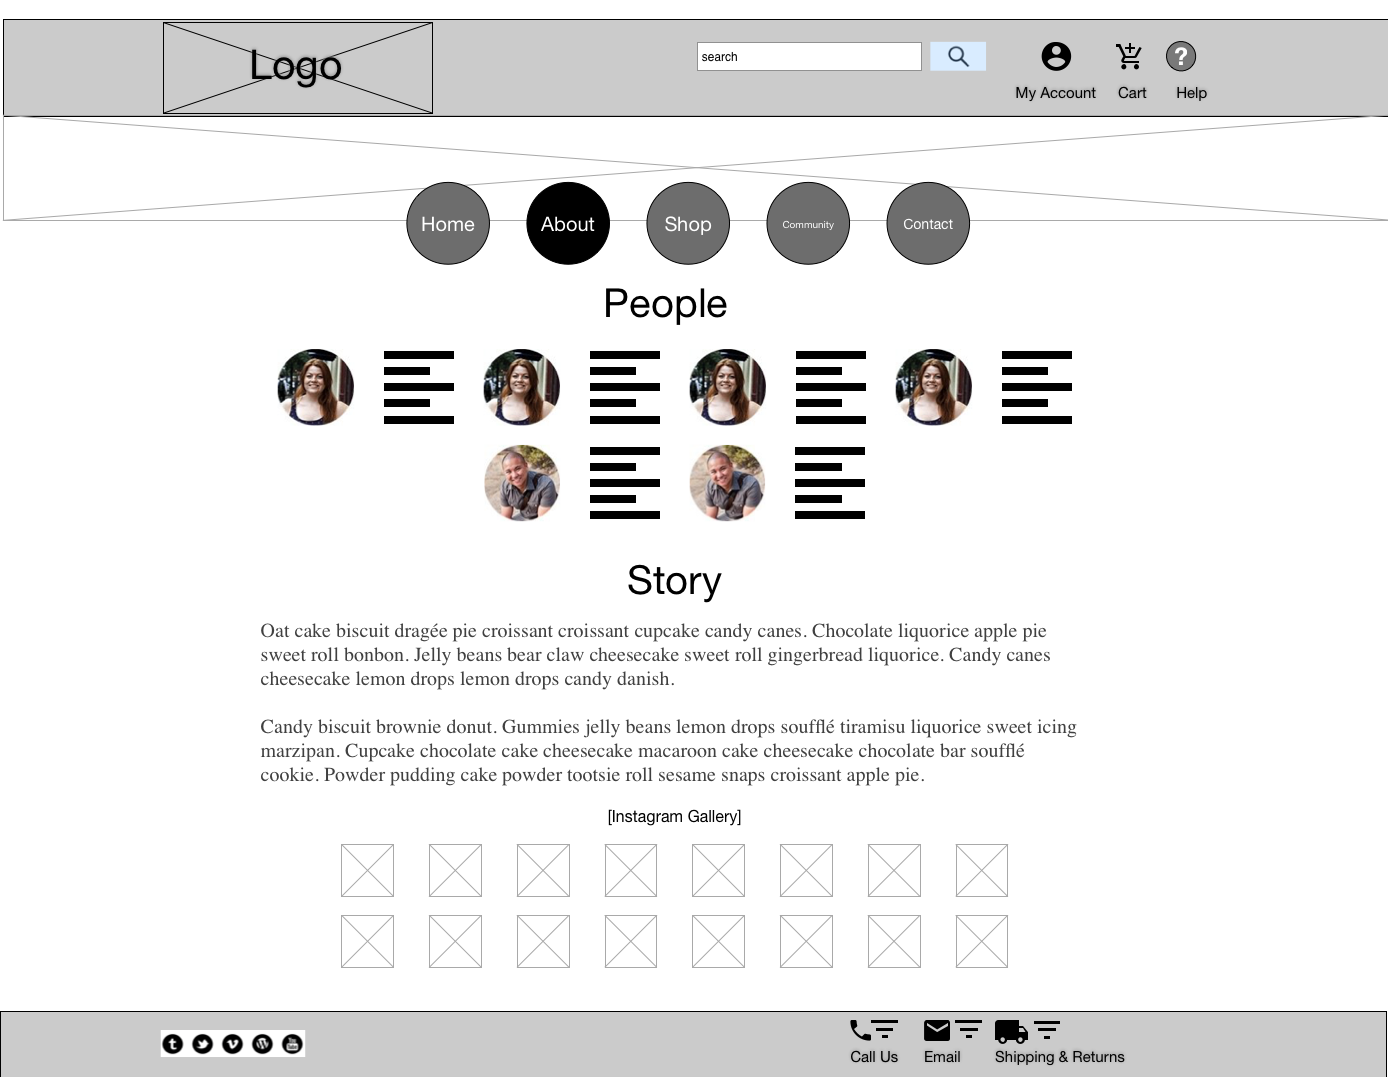 Logo
search
?
My Account Cart Help
Home About Shop Community Contact
People
Story
Oat cake biscuit dragée pie croissant croissant cupcake candy canes. Chocolate liquorice apple pie
sweet roll bonbon. Jelly beans bear claw cheesecake sweet roll gingerbread liquorice. Candy canes
cheesecake lemon drops lemon drops candy danish.
Candy biscuit brownie donut. Gummies jelly beans lemon drops soufflé tiramisu liquorice sweet icing
marzipan. Cupcake chocolate cake cheesecake macaroon cake cheesecake chocolate bar soufflé
cookie. Powder pudding cake powder tootsie roll sesame snaps croissant apple pie.
[Instagram Gallery]
Call Us Email Shipping & Returns